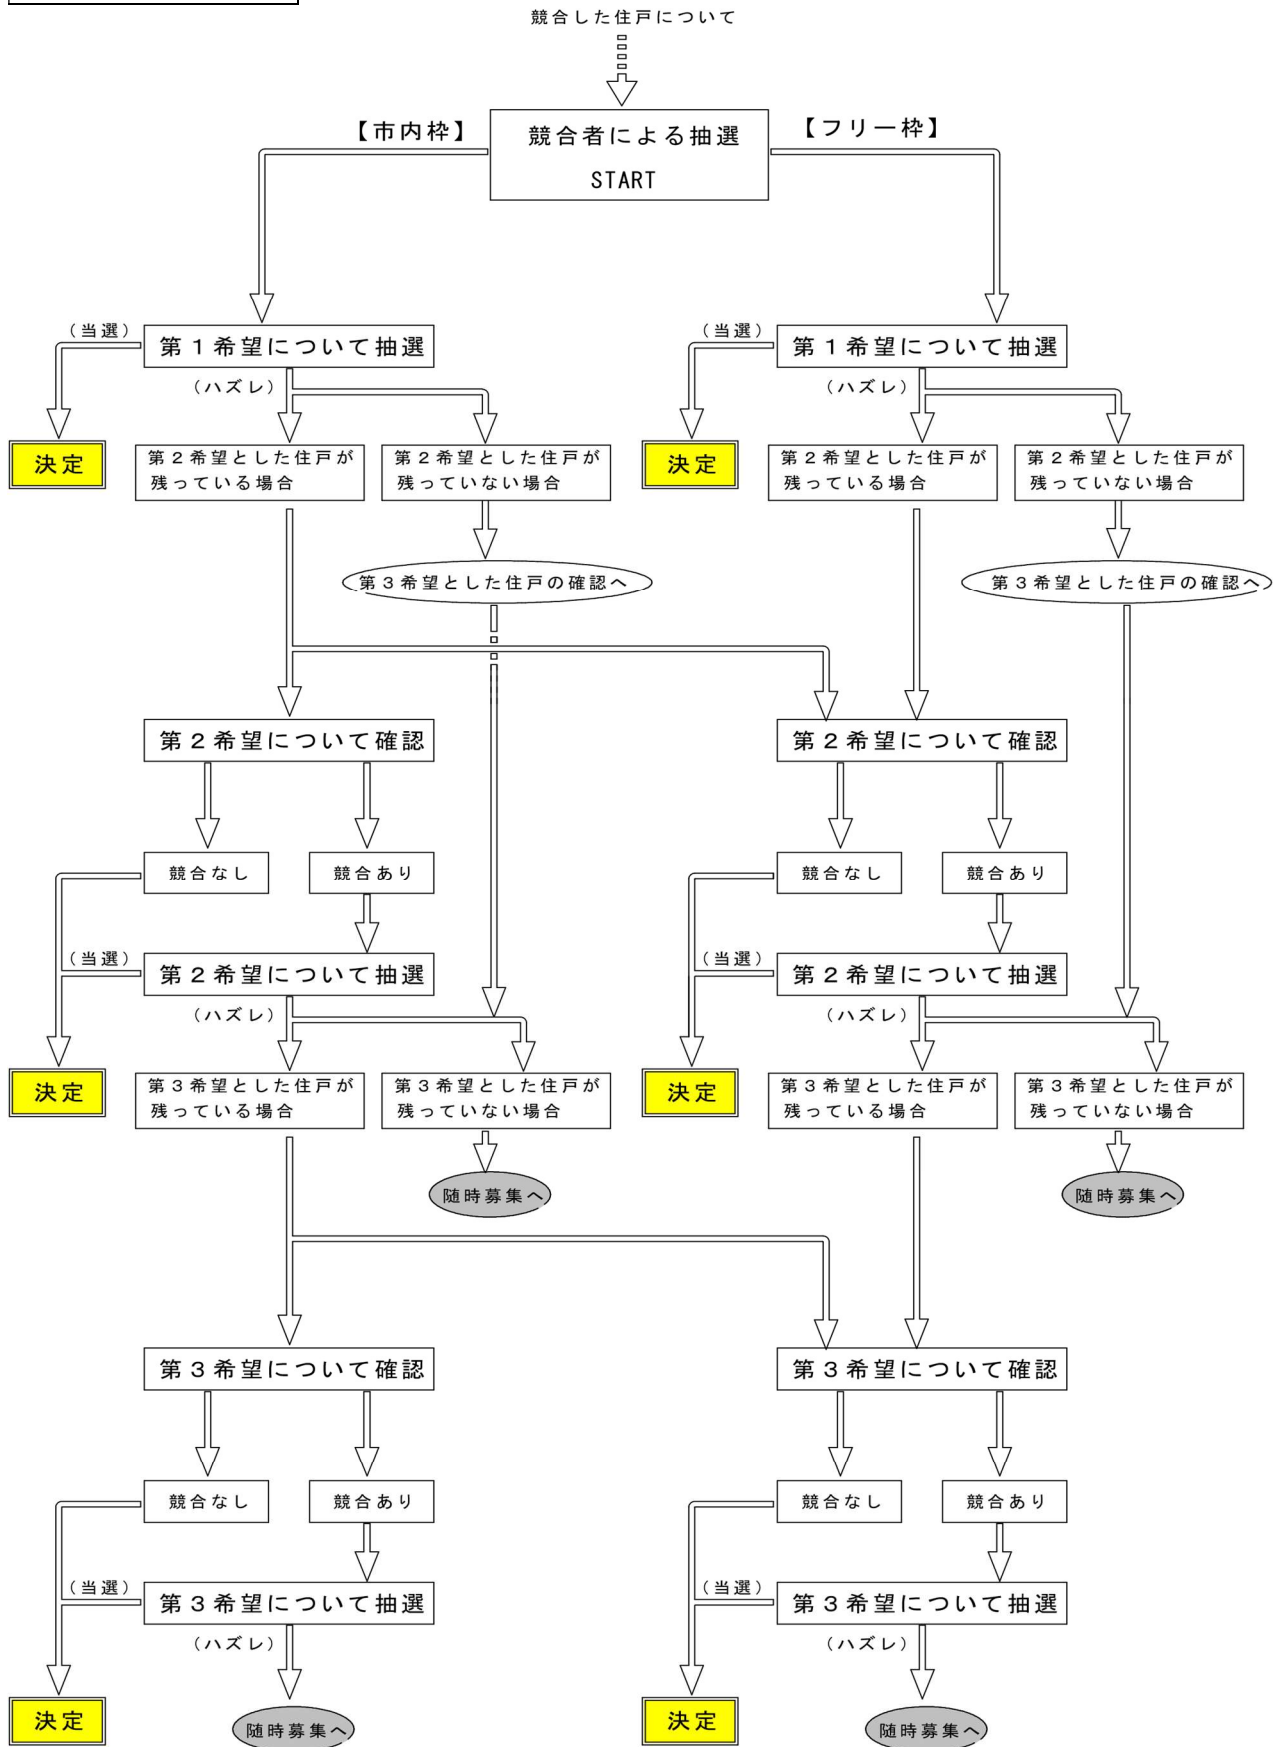 競合した住戸について
【市内枠】
競合者による抽選
【フリー枠】
START
（当選）
第１希望について抽選
（当選）
第１希望について抽選
（ハズレ）
（ハズレ）
決定
第２希望とした住戸が
残っている場合
第２希望とした住戸が
残っていない場合
決定
第２希望とした住戸が
残っている場合
第２希望とした住戸が
残っていない場合
第３希望とした住戸の確認へ
第３希望とした住戸の確認へ
第２希望について確認
第２希望について確認
競合なし
競合あり
競合なし
競合あり
（当選）
第２希望について抽選
（当選）
第２希望について抽選
（ハズレ）
（ハズレ）
決定
第３希望とした住戸が
残っている場合
第３希望とした住戸が
残っていない場合
決定
第３希望とした住戸が
残っている場合
第３希望とした住戸が
残っていない場合
随時募集へ
随時募集へ
第３希望について確認
第３希望について確認
競合なし
競合あり
競合なし
競合あり
（当選）
第３希望について抽選
（当選）
第３希望について抽選
（ハズレ）
（ハズレ）
決定
随時募集へ
決定
随時募集へ